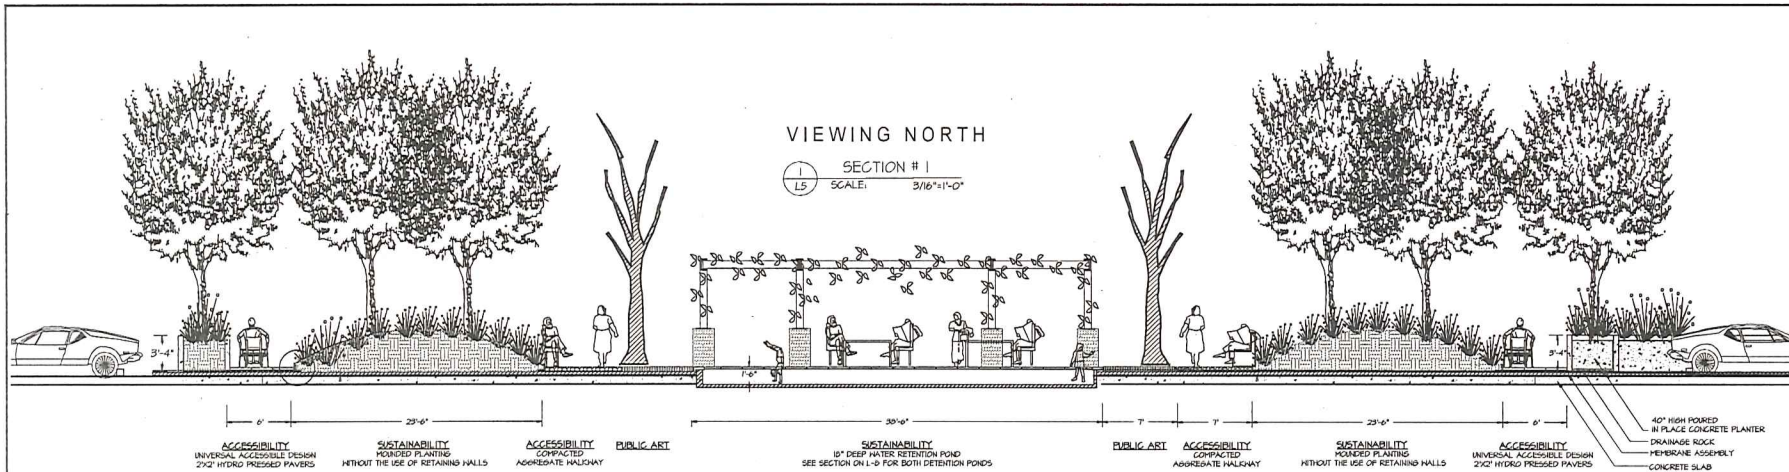 VIEWING NORTH
1
L5
SECTION # 1
SCALE: 3/16"=1'-0"
3'-4"
1'-6"
3'-4"
6'
23'-6"
38'-6"
7'
7'
23'-6"
6'
ACCESSIBILITY
UNIVERSAL ACCESSIBLE DESIGN
2'X2' HYDRO PRESSED PAVERS
SUSTAINABILITY
MOUNDED PLANTING
WITHOUT THE USE OF RETAINING WALLS
ACCESSIBILITY
COMPACTED
AGGREGATE WALKWAY
PUBLIC ART
SUSTAINABILITY
18" DEEP WATER RETENTION POND
SEE SECTION ON L-6 FOR BOTH DETENTION PONDS
PUBLIC ART
ACCESSIBILITY
COMPACTED
AGGREGATE WALKWAY
SUSTAINABILITY
MOUNDED PLANTING
WITHOUT THE USE OF RETAINING WALLS
ACCESSIBILITY
UNIVERSAL ACCESSIBLE DESIGN
2'X2' HYDRO PRESSED PAVERS
40" HIGH POURED
IN PLACE CONCRETE PLANTER
DRAINAGE ROCK
MEMBRANE ASSEMBLY
CONCRETE SLAB